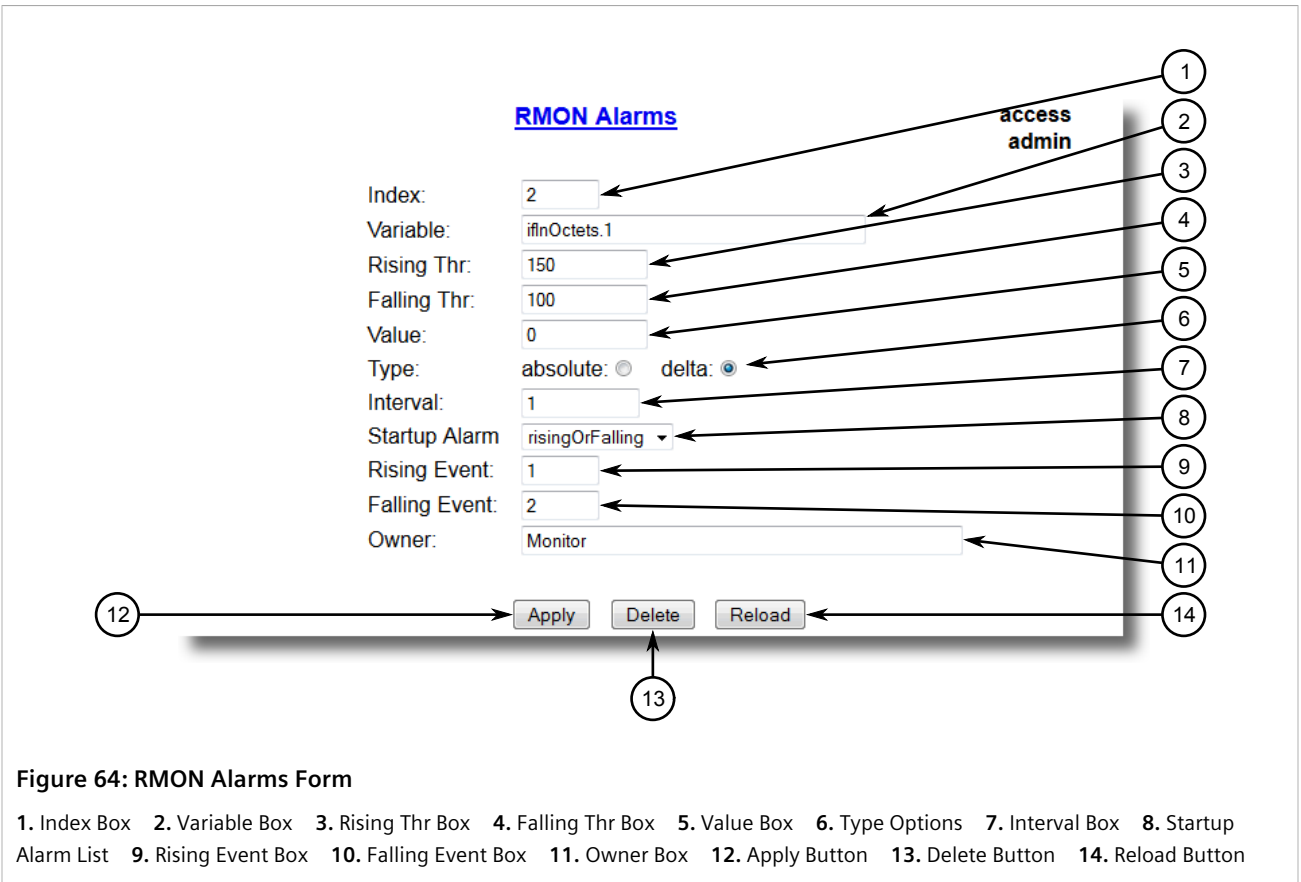 1
RMON Alarms
access
admin
2
3
Index: 2
4
Variable: ifInOctets.1
Rising Thr: 150
5
Falling Thr: 100
6
Value: 0
Type: absolute: delta:
7
Interval: 1
8
Startup Alarm risingOrFalling
9
Rising Event: 1
10
Falling Event: 2
Owner: Monitor
11
12
Apply Delete Reload
14
13
Figure 64: RMON Alarms Form
1. Index Box 2. Variable Box 3. Rising Thr Box 4. Falling Thr Box 5. Value Box 6. Type Options 7. Interval Box 8. Startup
Alarm List 9. Rising Event Box 10. Falling Event Box 11. Owner Box 12. Apply Button 13. Delete Button 14. Reload Button